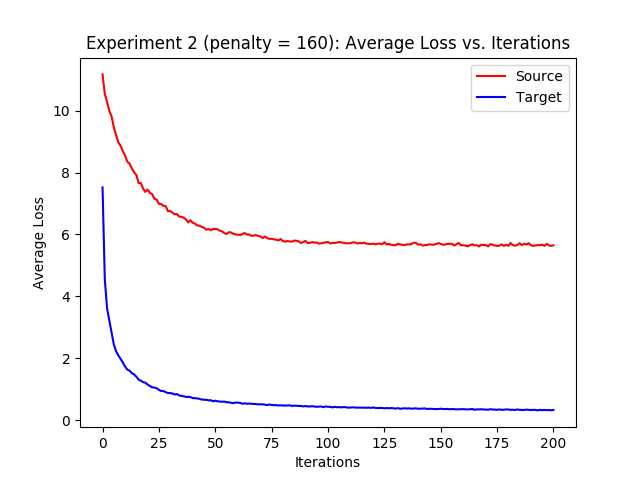 Experiment 2 (penalty = 160): Average Loss vs. Iterations
Source
Target
Average Loss
10
8
6
4
2
0
0 25 50 75 100 125 150 175 200
Iterations